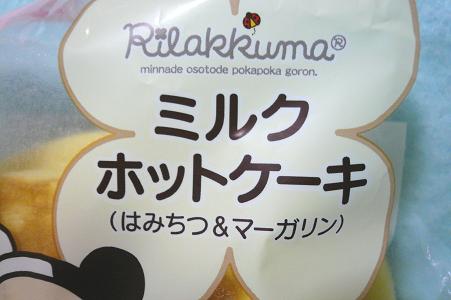 Rilakkuma®
minnade osotode pokapoka goron.
ミルク
ホットケーキ
(はみちつ&マーガリン)